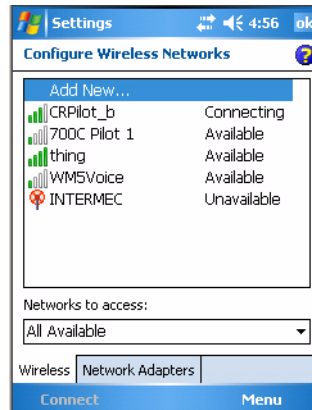 Settings 4:56 ok
Configure Wireless Networks ?
Add New...
CRPilot_b Connecting
700C Pilot 1 Available
thing Available
WM5Voice Available
INTERMEC Unavailable
Networks to access:
All Available
Wireless Network Adapters
Connect Menu